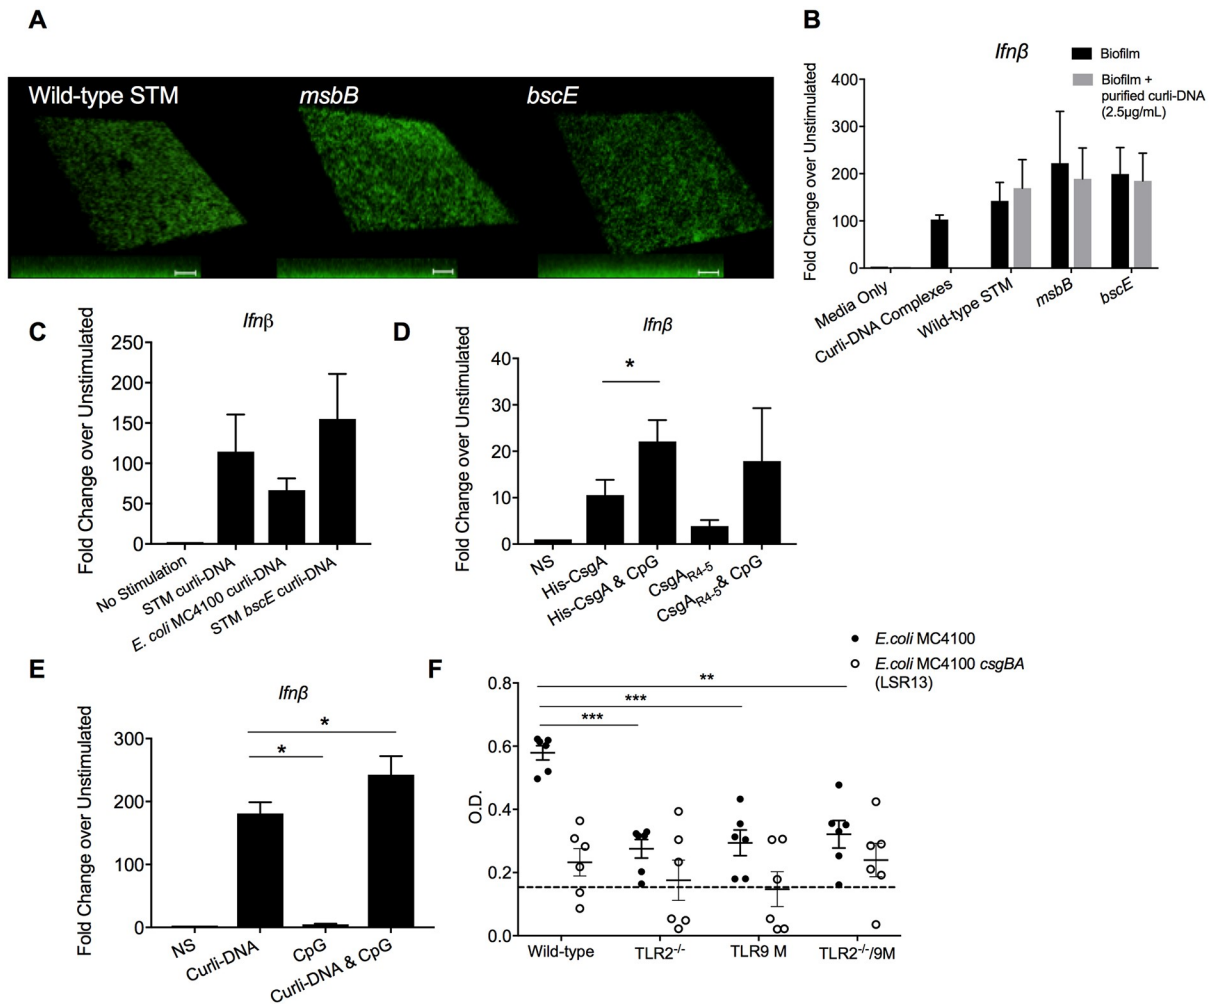 A
Wild-type STM
msbB
bscE
B
Ifnβ
Biofilm
Biofilm +
purified curli-DNA
(2.5µg/mL)
Fold Change over Unstimulated
400
300
200
100
0
Media Only
Curli-DNA Complexes
Wild-type STM
msbB
bscE
C
Ifnβ
Fold Change over Unstimulated
250
200
150
100
50
0
No Stimulation
STM curli-DNA
E. coli MC4100 curli-DNA
STM bscE curli-DNA
D
Ifnβ
Fold Change over Unstimulated
40
30
20
10
0
*
NS
His-CsgA
His-CsgA & CpG
CsgAR4-5
CsgAR4-5& CpG
E
Ifnβ
Fold Change over Unstimulated
300
200
100
0
*
*
NS
Curli-DNA
CpG
Curli-DNA & CpG
F
E.coli MC4100
E.coli MC4100 csgBA
(LSR13)
O.D.
0.8
0.6
0.4
0.2
0.0
**
***
***
Wild-type
TLR2-/-
TLR9 M
TLR2-/-/9M